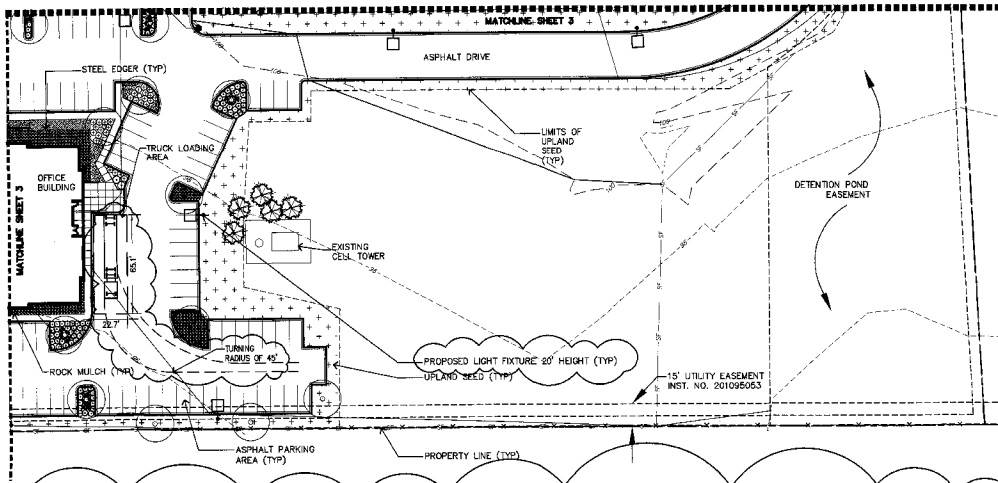 MATCHLINE SHEET 3
ASPHALT DRIVE
STEEL EDGER (TYP)
TRUCK LOADING
AREA
LIMITS OF
UPLAND
SEED
(TYP)
OFFICE
BUILDING
MATCHLINE SHEET 3
DETENTION POND
EASEMENT
EXISTING
CELL TOWER
65.1'
22.7'
TURNING
RADIUS OF 45'
PROPOSED LIGHT FIXTURE 20' HEIGHT (TYP)
ROCK MULCH (TYP)
UPLAND SEED (TYP)
15' UTILITY EASEMENT
INST. NO. 201095053
ASPHALT PARKING
AREA (TYP)
PROPERTY LINE (TYP)